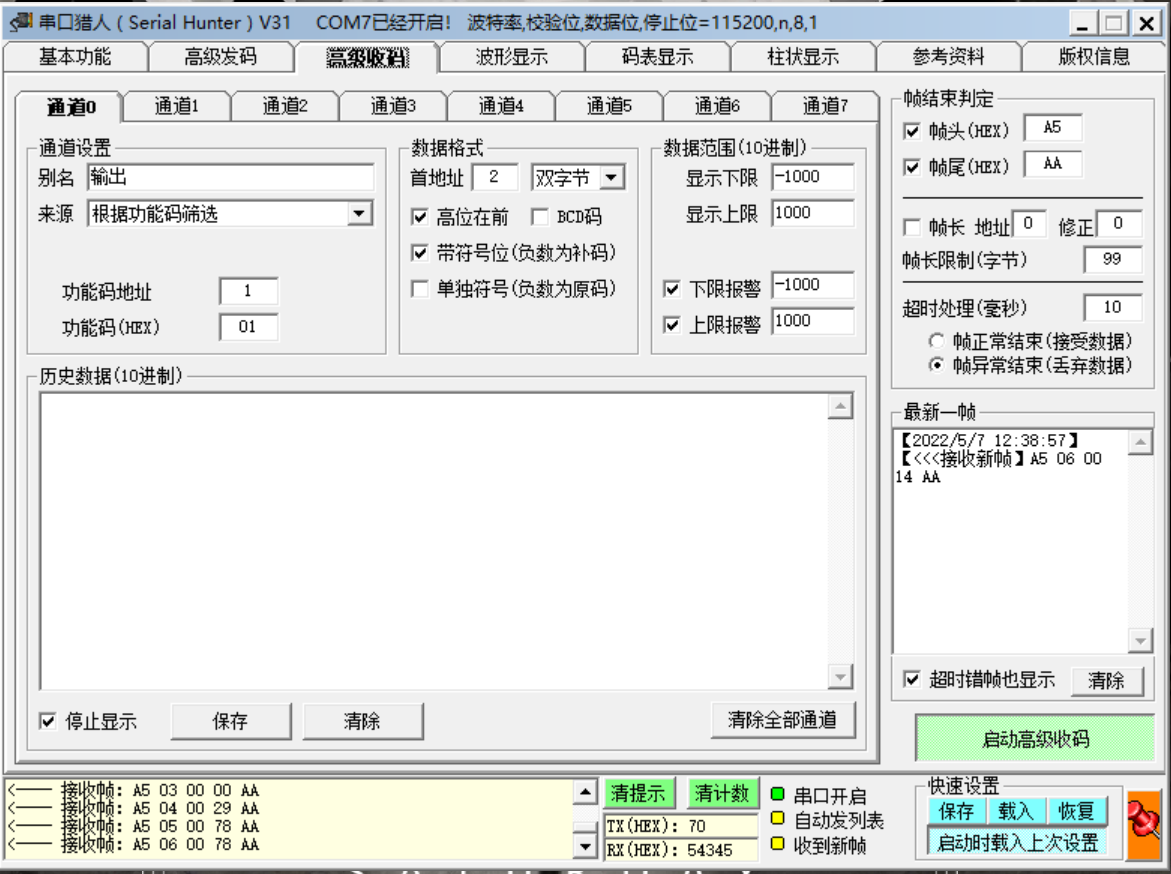 串口猎人（Serial Hunter）V31 COM7已经开启! 波特率,校验位,数据位,停止位=115200,n,8,1
基本功能 高级发码 高级收码 波形显示 码表显示 柱状显示 参考资料 版权信息
通道0 通道1 通道2 通道3 通道4 通道5 通道6 通道7
通道设置
别名 输出
来源 根据功能码筛选
功能码地址 1
功能码(HEX) 01
数据格式
首地址 2 双字节
高位在前 BCD码
带符号位(负数为补码)
单独符号(负数为原码)
数据范围(10进制)
显示下限 -1000
显示上限 1000
下限报警 -1000
上限报警 1000
历史数据(10进制)
停止显示 保存 清除 清除全部通道
帧结束判定
帧头(HEX) A5
帧尾(HEX) AA
帧长 地址 0 修正 0
帧长限制(字节) 99
超时处理(毫秒) 10
帧正常结束(接受数据)
帧异常结束(丢弃数据)
最新一帧
【2022/5/7 12:38:57】
【<<<接收新帧】A5 06 00
14 AA
超时错帧也显示 清除
启动高级收码
<—— 接收帧: A5 03 00 00 AA
<—— 接收帧: A5 04 00 29 AA
<—— 接收帧: A5 05 00 78 AA
<—— 接收帧: A5 06 00 78 AA
清提示 清计数
TX(HEX): 70
RX(HEX): 54345
串口开启
自动发列表
收到新帧
快速设置
保存 载入 恢复
启动时载入上次设置